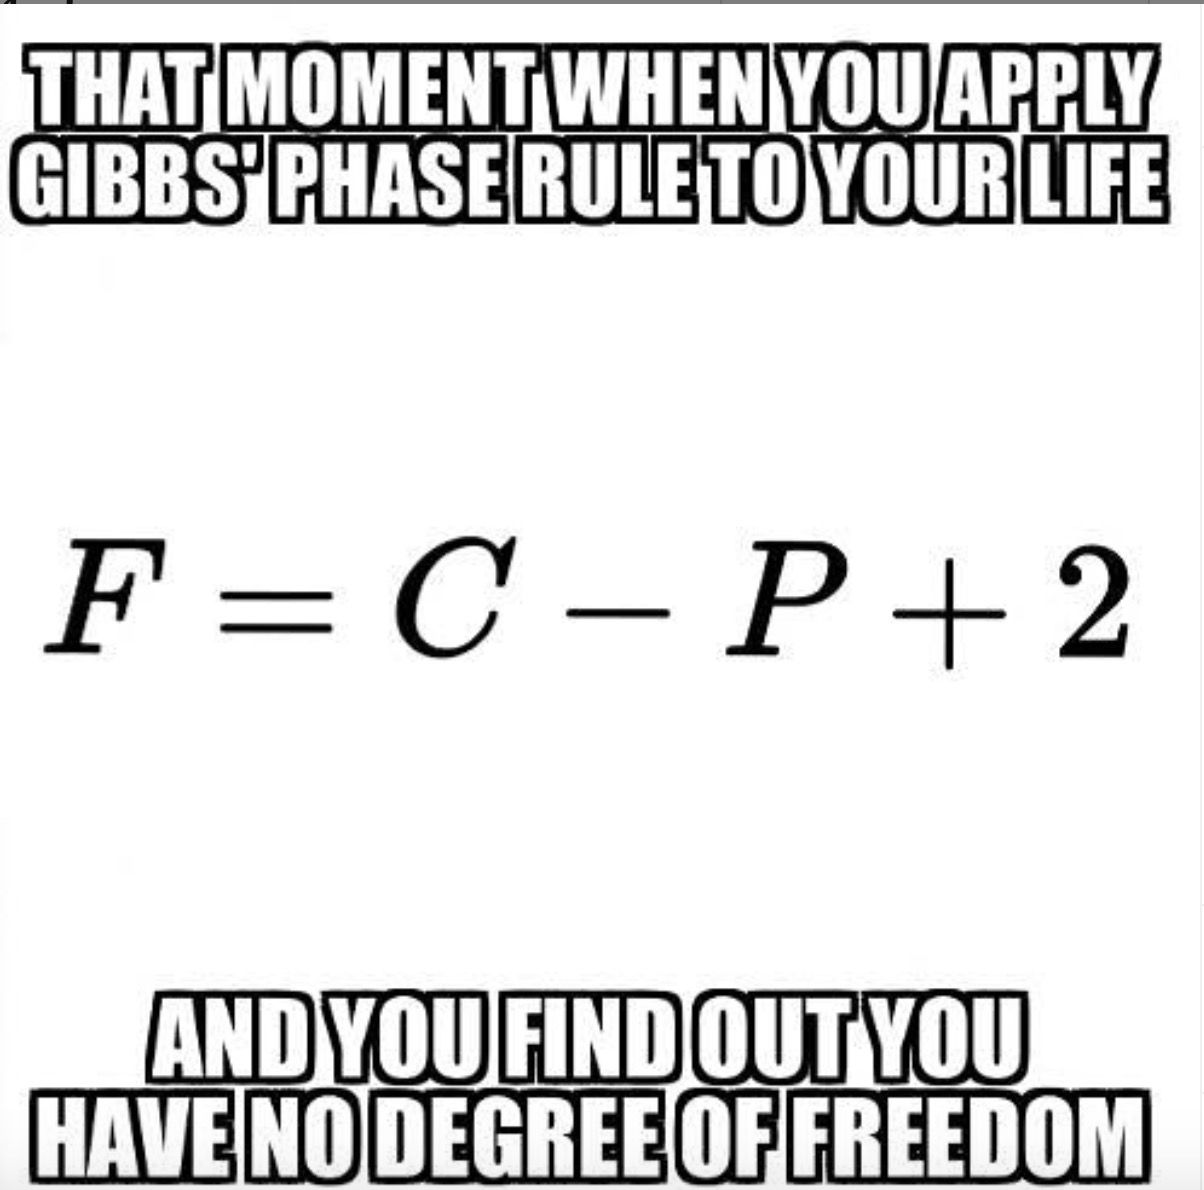 THAT MOMENT WHEN YOU APPLY
GIBBS' PHASE RULE TO YOUR LIFE
F = C − P + 2
AND YOU FIND OUT YOU
HAVE NO DEGREE OF FREEDOM